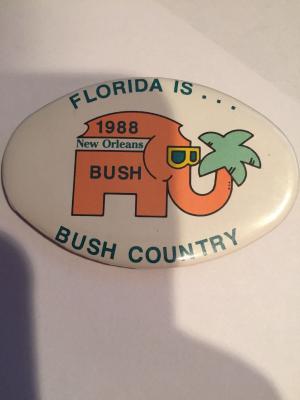 FLORIDA IS . . .
1988
New Orleans
BUSH
BUSH COUNTRY